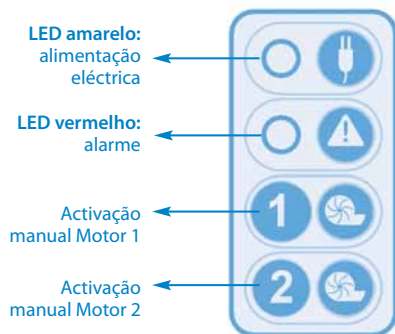 LED amarelo:
alimentação
eléctrica
LED vermelho:
alarme
Activação
manual Motor 1
1
Activação
manual Motor 2
2